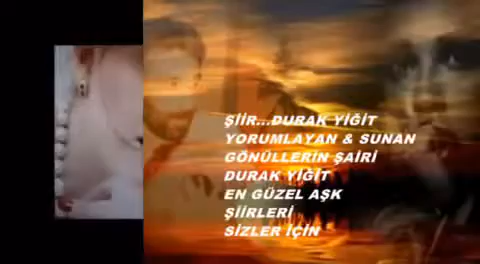 ŞİİR...DURAK YİĞİT
YORUMLAYAN & SUNAN
GÖNÜLLERİN ŞAİRİ
DURAK YİĞİT
EN GÜZEL AŞK
ŞİİRLERİ
SİZLER İÇİN